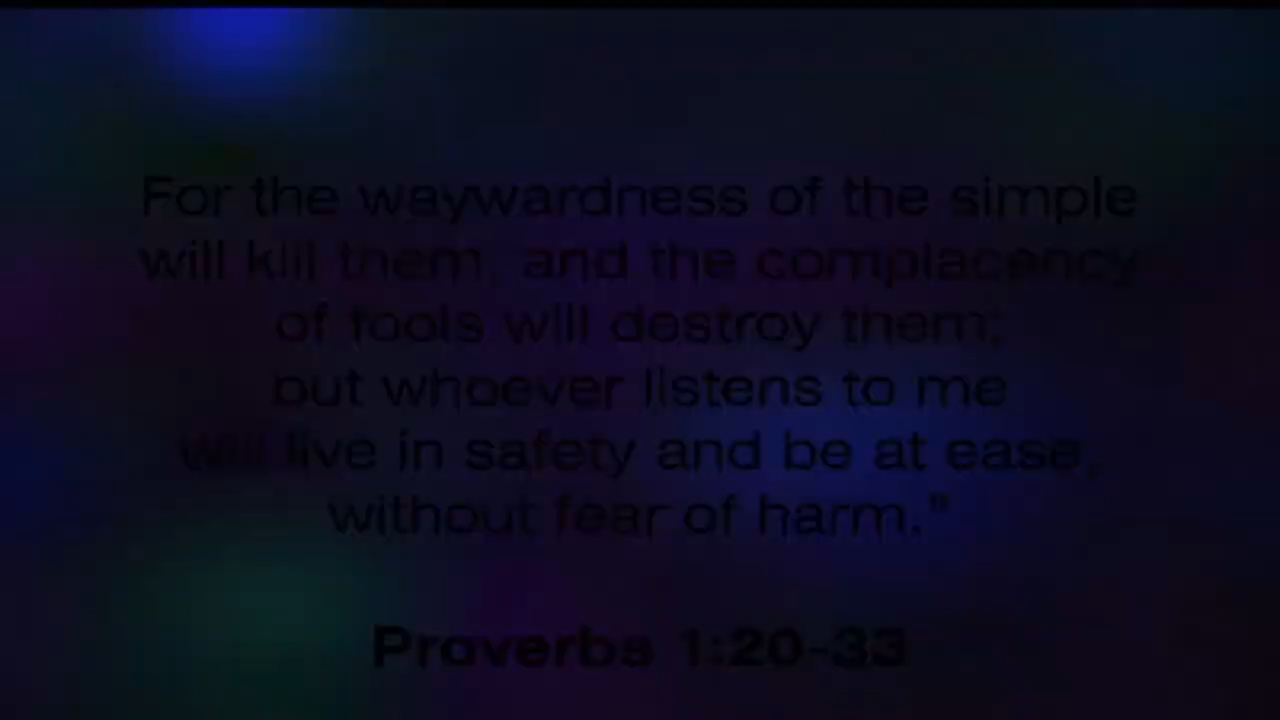 For the waywardness of the simple
will kill them, and the complacency
of fools will destroy them;
but whoever listens to me
will live in safety and be at ease,
without fear of harm."
Proverbs 1:20-33